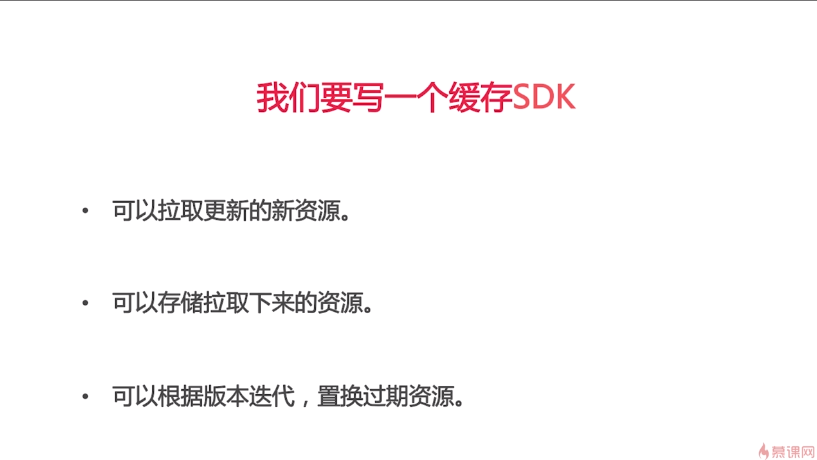 我们要写一个缓存SDK
• 可以拉取更新的新资源。
• 可以存储拉取下来的资源。
• 可以根据版本迭代，置换过期资源。
慕课网